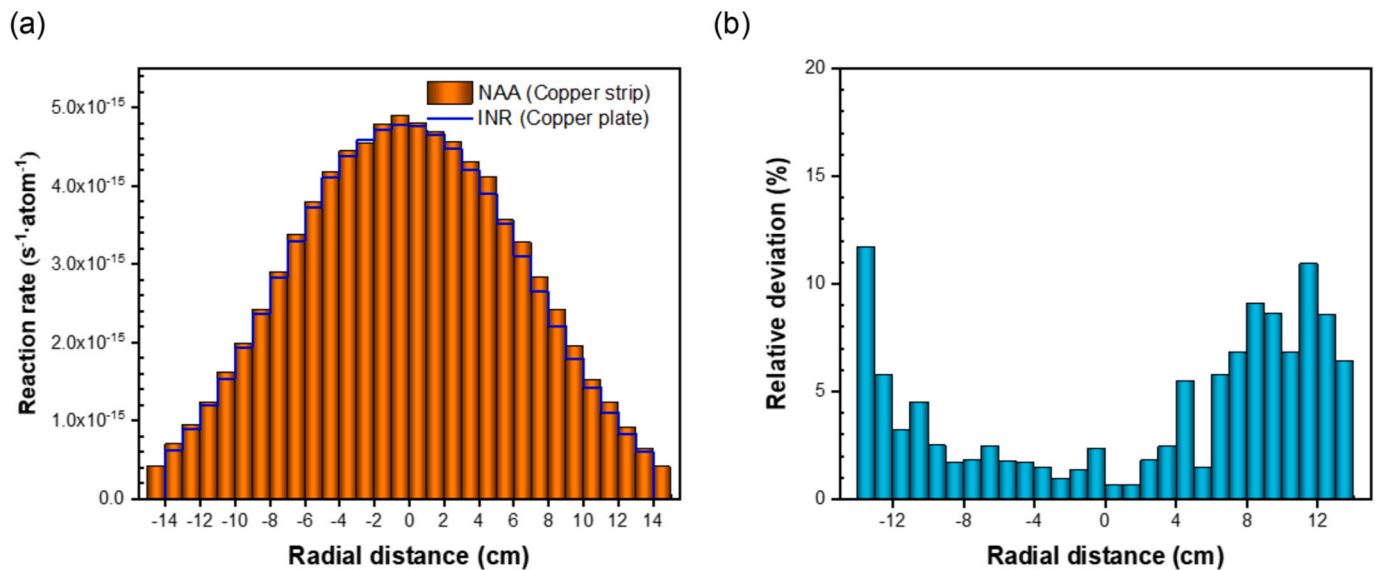 (a)
(b)
NAA (Copper strip)
INR (Copper plate)
Reaction rate (s⁻¹·atom⁻¹)
5.0x10⁻¹⁵
4.0x10⁻¹⁵
3.0x10⁻¹⁵
2.0x10⁻¹⁵
1.0x10⁻¹⁵
0.0
-14 -12 -10 -8 -6 -4 -2 0 2 4 6 8 10 12 14
Radial distance (cm)
Relative deviation (%)
20
15
10
5
0
-12 -8 -4 0 4 8 12
Radial distance (cm)